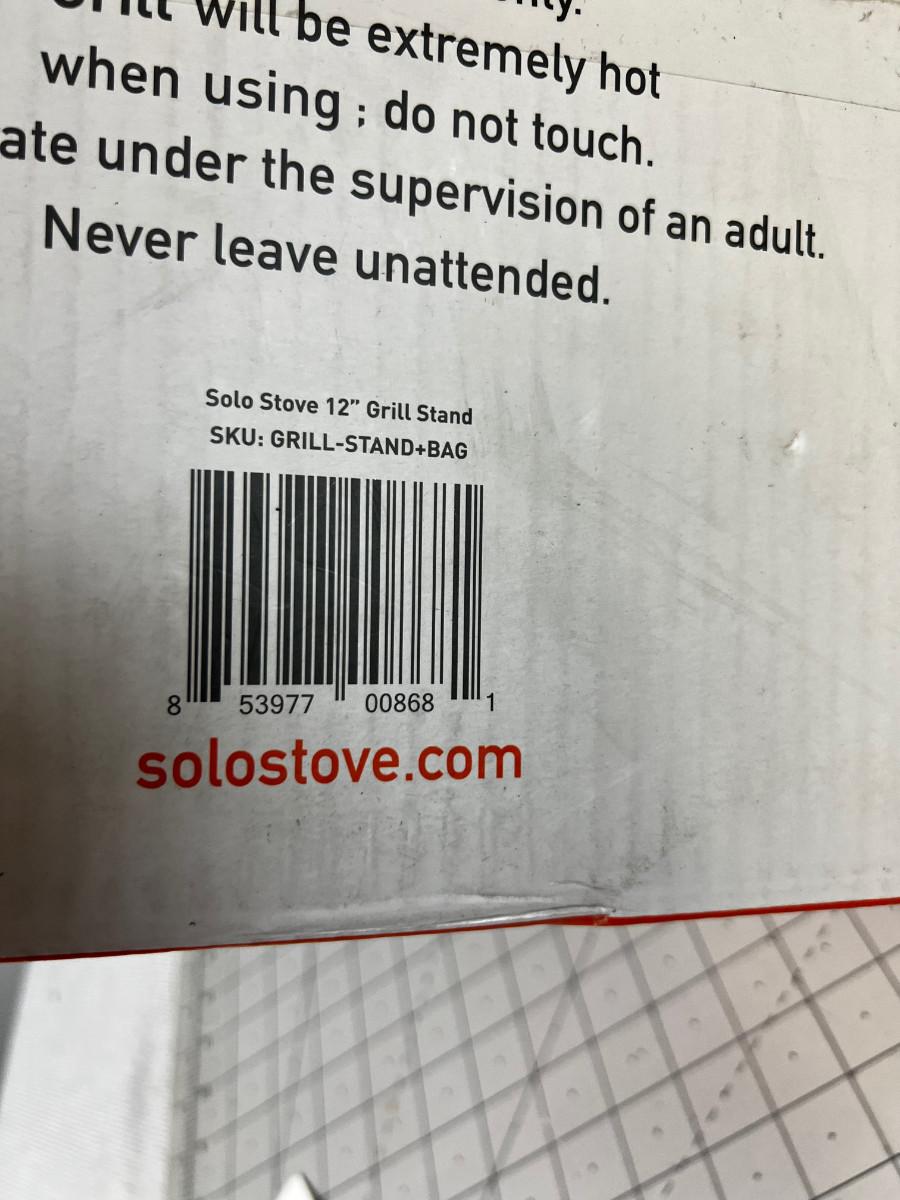 will be extremely hot
when using ; do not touch.
ate under the supervision of an adult.
Never leave unattended.
Solo Stove 12” Grill Stand
SKU: GRILL-STAND+BAG
8 53977 00868 1
solostove.com